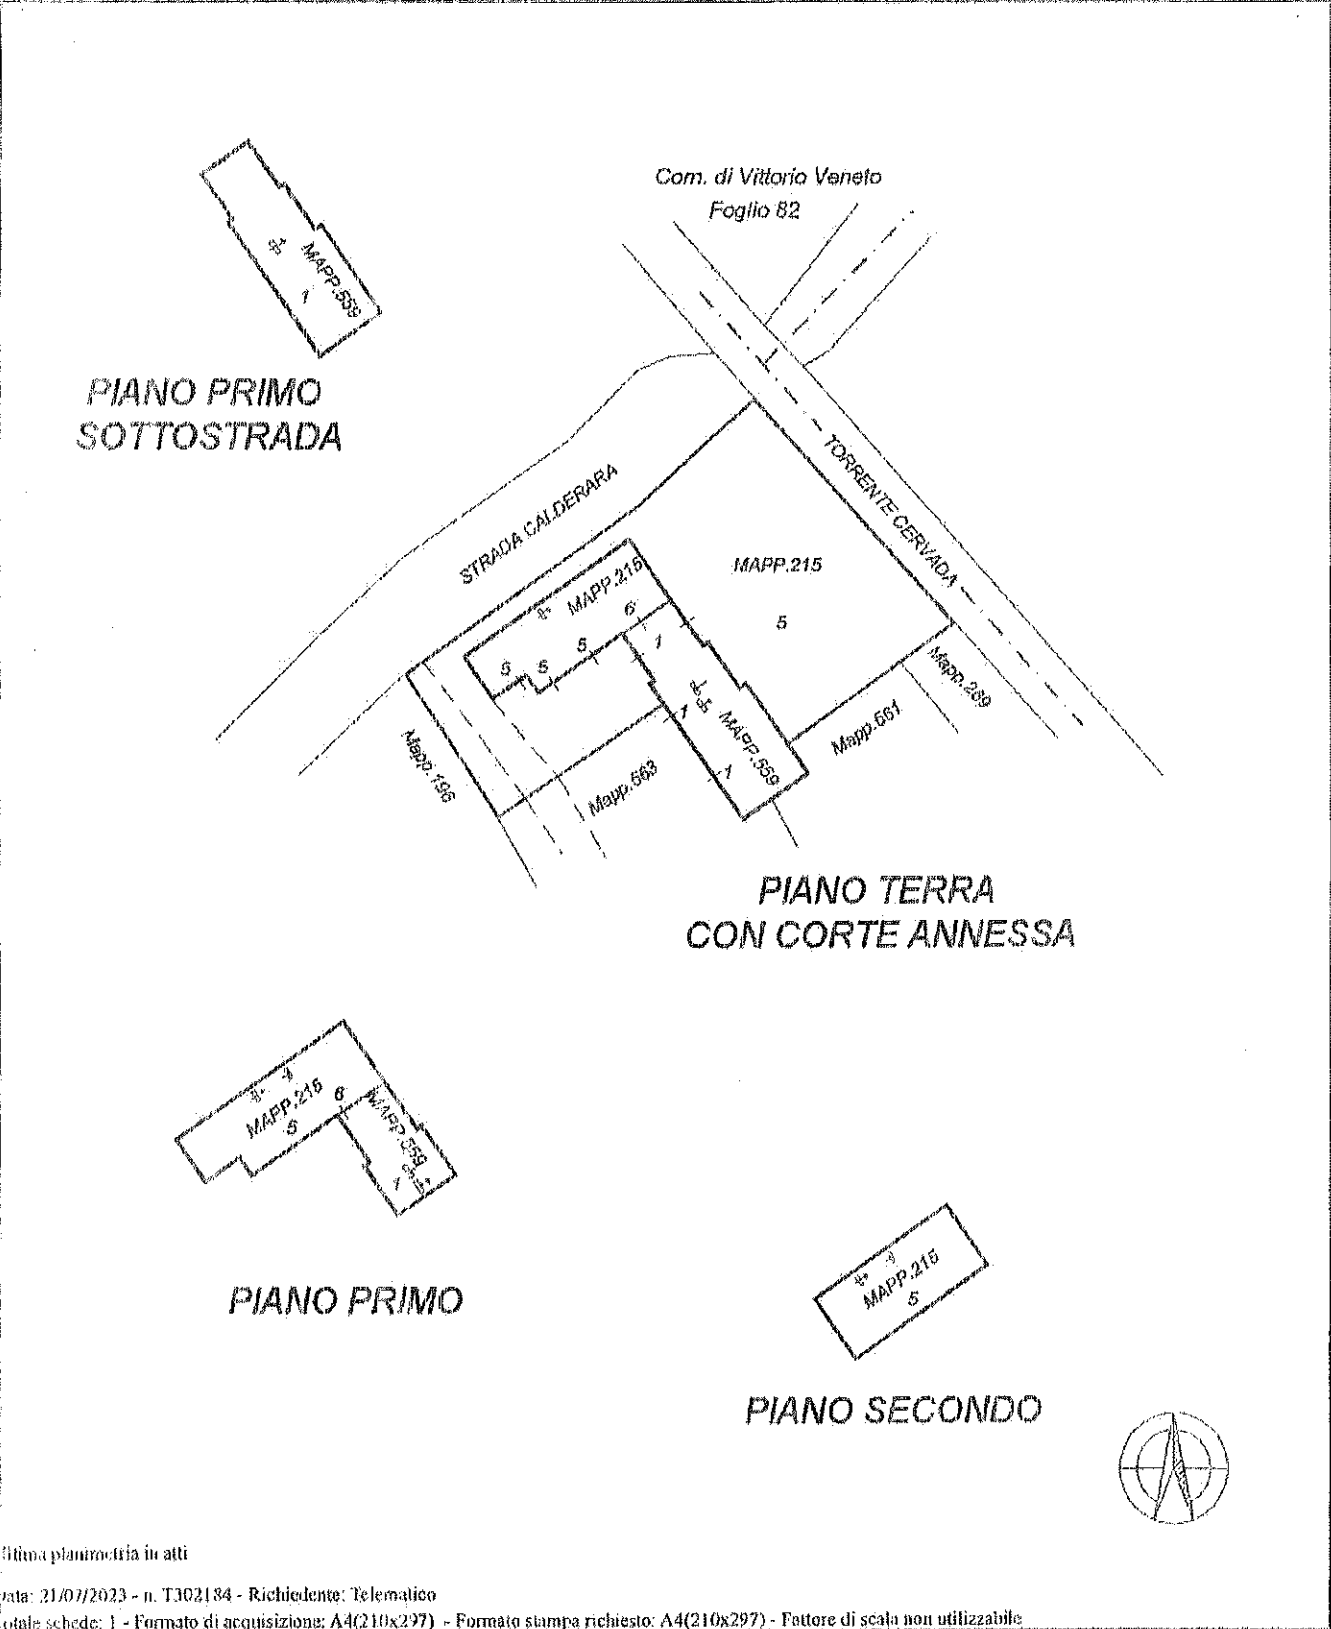 Com. di Vittorio Veneto
Foglio 82
MAPP.559
1
PIANO PRIMO
SOTTOSTRADA
TORRENTE CERVADA
STRADA CALDERARA
MAPP.215
5
MAPP.215
6
5
5
5
1
1
1
MAPP.559
Mapp.289
Mapp.561
Mapp.563
Mapp.196
PIANO TERRA
CON CORTE ANNESSA
MAPP.215
5
6
MAPP.559
1
PIANO PRIMO
MAPP.215
5
PIANO SECONDO
ltima planimetria in atti
ata: 21/07/2023 - n. T302184 - Richiedente: Telematico
otale schede: 1 - Formato di acquisizione: A4(210x297) - Formato stampa richiesto: A4(210x297) - Fattore di scala non utilizzabile